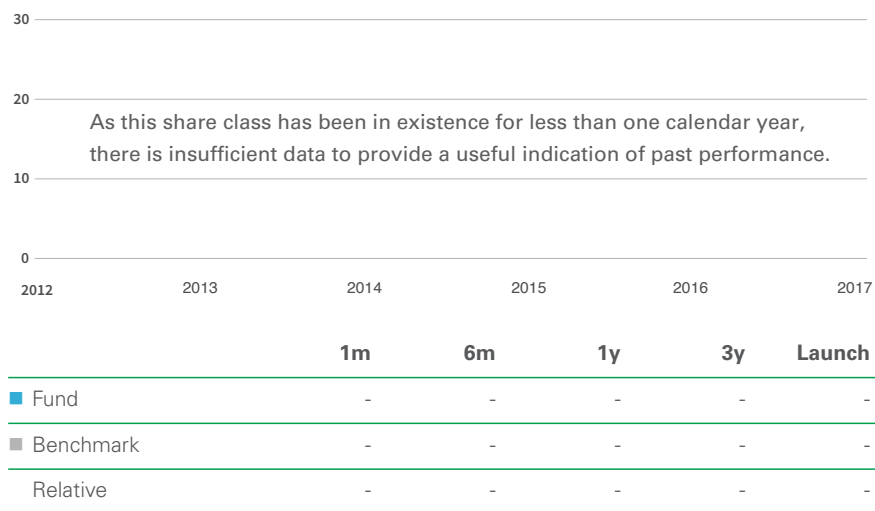 30
20
As this share class has been in existence for less than one calendar year,
there is insufficient data to provide a useful indication of past performance.
10
0
2012 2013 2014 2015 2016 2017
1m 6m 1y 3y Launch
Fund - - - - -
Benchmark - - - - -
Relative - - - - -